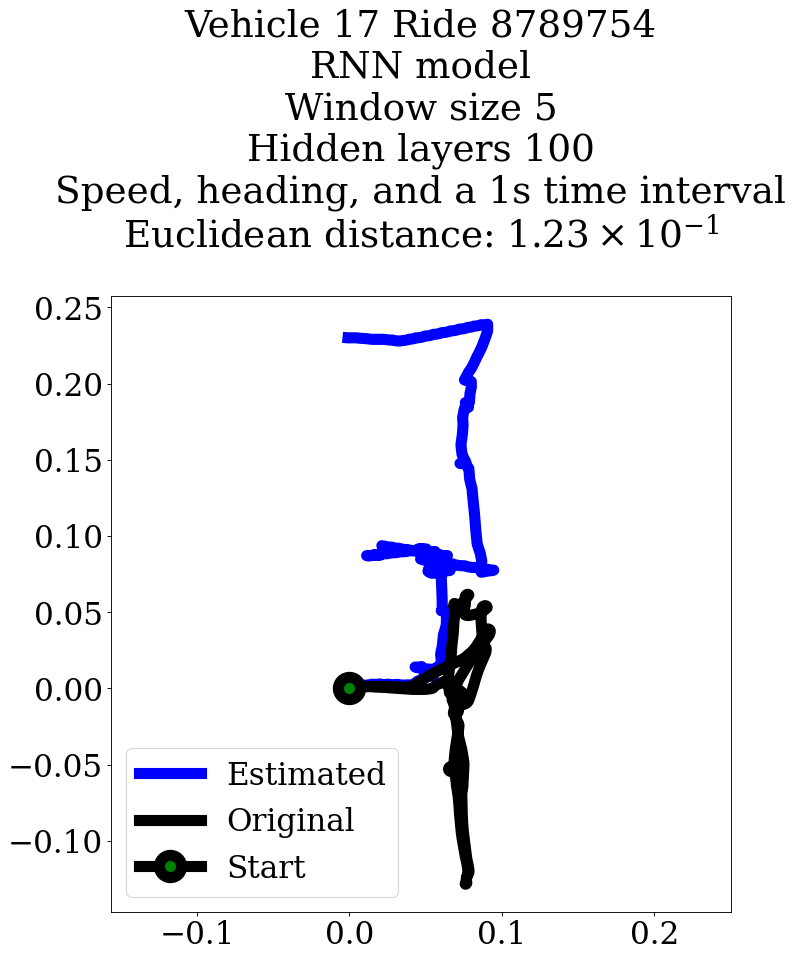 Vehicle 17 Ride 8789754
RNN model
Window size 5
Hidden layers 100
Speed, heading, and a 1s time interval
Euclidean distance: 1.23 × 10⁻¹
0.25
0.20
0.15
0.10
0.05
0.00
−0.05
−0.10
Estimated
Original
Start
−0.1 0.0 0.1 0.2